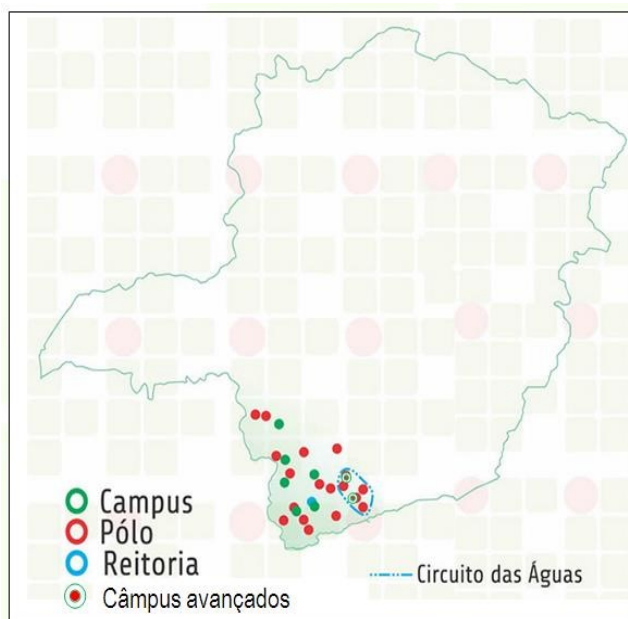 Campus
Pólo
Reitoria
Câmpus avançados
Circuito das Águas